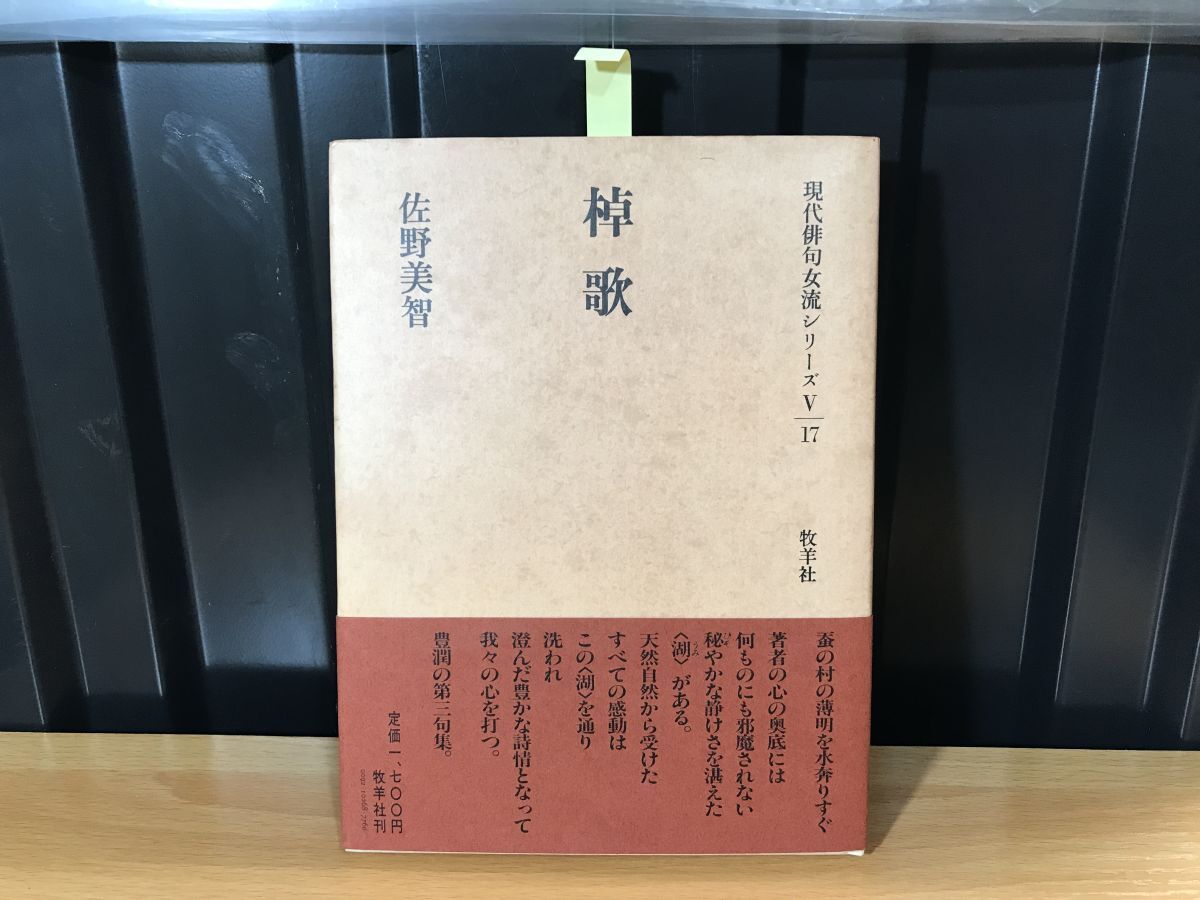 現代俳句女流シリーズV/17
牧羊社
棹歌
佐野美智
蚕の村の薄明を水奔りすぐ
著者の心の奥底には
何ものにも邪魔されない
秘やかな静けさを湛えた
〈湖〉がある。
天然自然から受けた
すべての感動は
この〈湖〉を通り
洗われ
澄んだ豊かな詩情となって
我々の心を打つ。
豊潤の第三句集。
定価一、七〇〇円
牧羊社刊